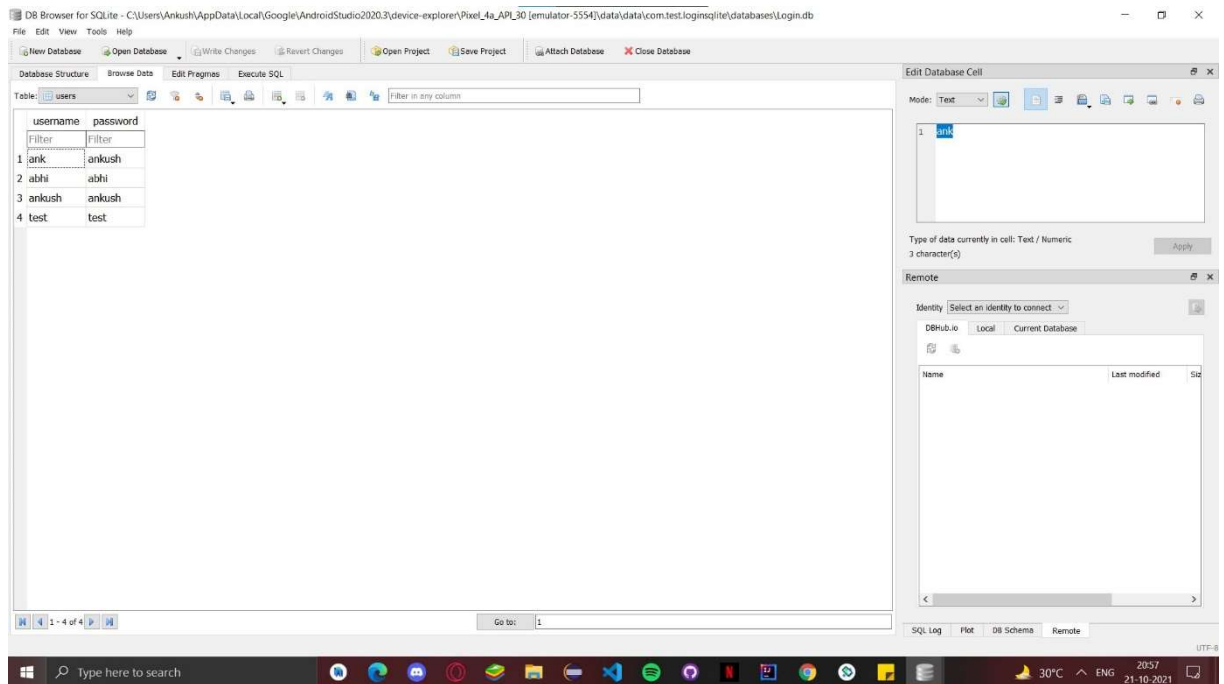 DB Browser for SQLite - C:\Users\Ankush\AppData\Local\Google\AndroidStudio2020.3\device-explorer\Pixel_4a_API_30 [emulator-5554]\data\data\com.test.loginsqlite\databases\Login.db
File Edit View Tools Help
New Database Open Database Write Changes Revert Changes Open Project Save Project Attach Database Close Database
Database Structure Browse Data Edit Pragmas Execute SQL
Table: users Filter in any column
username password
Filter Filter
1 ank ankush
2 abhi abhi
3 ankush ankush
4 test test
1 - 4 of 4 Go to: 1
Edit Database Cell
Mode: Text
1 ank
Type of data currently in cell: Text / Numeric
3 character(s)
Apply
Remote
Identity Select an identity to connect
DBHub.io Local Current Database
Name Last modified Siz
SQL Log Plot DB Schema Remote
UTF-8
Type here to search
30°C ENG 20:57
21-10-2021